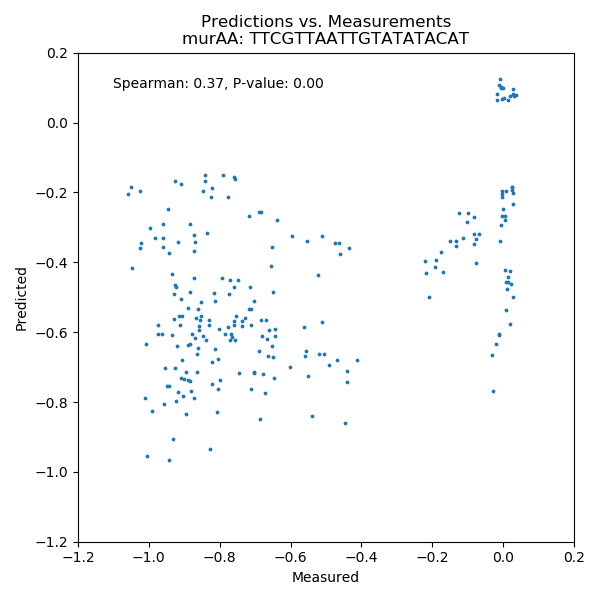 Predictions vs. Measurements
murAA: TTCGTTAATTGTATATACAT
Spearman: 0.37, P-value: 0.00
0.2
0.0
−0.2
−0.4
−0.6
−0.8
−1.0
−1.2
Predicted
−1.2 −1.0 −0.8 −0.6 −0.4 −0.2 0.0 0.2
Measured